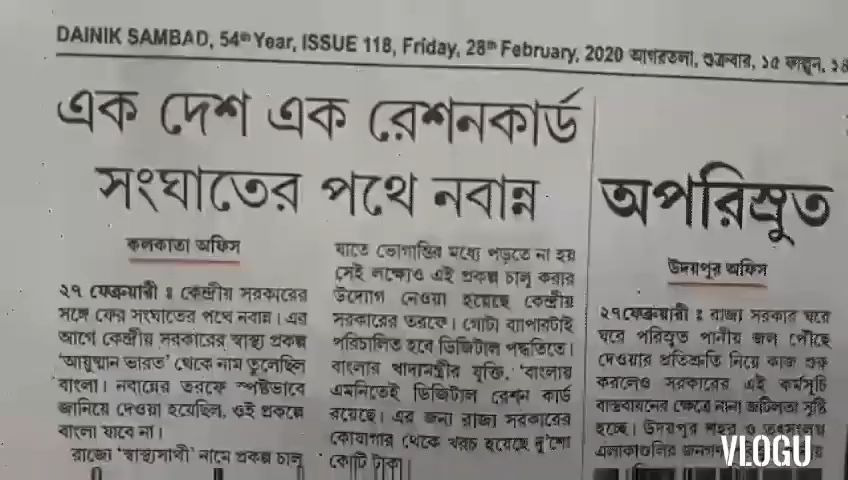 DAINIK SAMBAD, 54th Year, ISSUE 118, Friday, 28th February, 2020 আগরতলা, শুক্রবার, ১৫ ফাল্গুন, ১৪
এক দেশ এক রেশনকার্ড
সংঘাতের পথে নবান্ন
কলকাতা অফিস
২৭ ফেব্রুয়ারী : কেন্দ্রীয় সরকারের
সঙ্গে ফের সংঘাতের পথে নবান্ন। এর
আগে কেন্দ্রীয় সরকারের স্বাস্থ্য প্রকল্প
'আয়ুষ্মান ভারত' থেকে নাম তুলেছিল
বাংলা। নবান্নের তরফে স্পষ্টভাবে
জানিয়ে দেওয়া হয়েছিল, ওই প্রকল্পে
বাংলা যাবে না।
রাজ্যে 'স্বাস্থ্যসাথী' নামে প্রকল্প চালু
যাতে ভোগান্তির মধ্যে পড়তে না হয়
সেই লক্ষ্যেও এই প্রকল্প চালু করার
উদ্যোগ নেওয়া হয়েছে কেন্দ্রীয়
সরকারের তরফে। গোটা ব্যাপারটাই
পরিচালিত হবে ডিজিটাল পদ্ধতিতে।
বাংলার খাদ্যমন্ত্রীর যুক্তি, 'বাংলায়
এমনিতেই ডিজিটাল রেশন কার্ড
রয়েছে। এর জন্য রাজ্য সরকারের
কোষাগার থেকে খরচ হয়েছে দু'শো
কোটি টাকা।
অপরিস্রুত
উদয়পুর অফিস
২৭ফেব্রুয়ারী : রাজ্য সরকার ঘরে
ঘরে পরিস্রুত পানীয় জল পৌঁছে
দেওয়ার প্রতিশ্রুতি নিয়ে কাজ শুরু
করলেও সরকারের এই কর্মসূচি
বাস্তবায়নের ক্ষেত্রে নানা জটিলতা সৃষ্টি
হচ্ছে। উদয়পুর শহর ও তৎসংলগ্ন
এলাকাগুলির
VLOGU